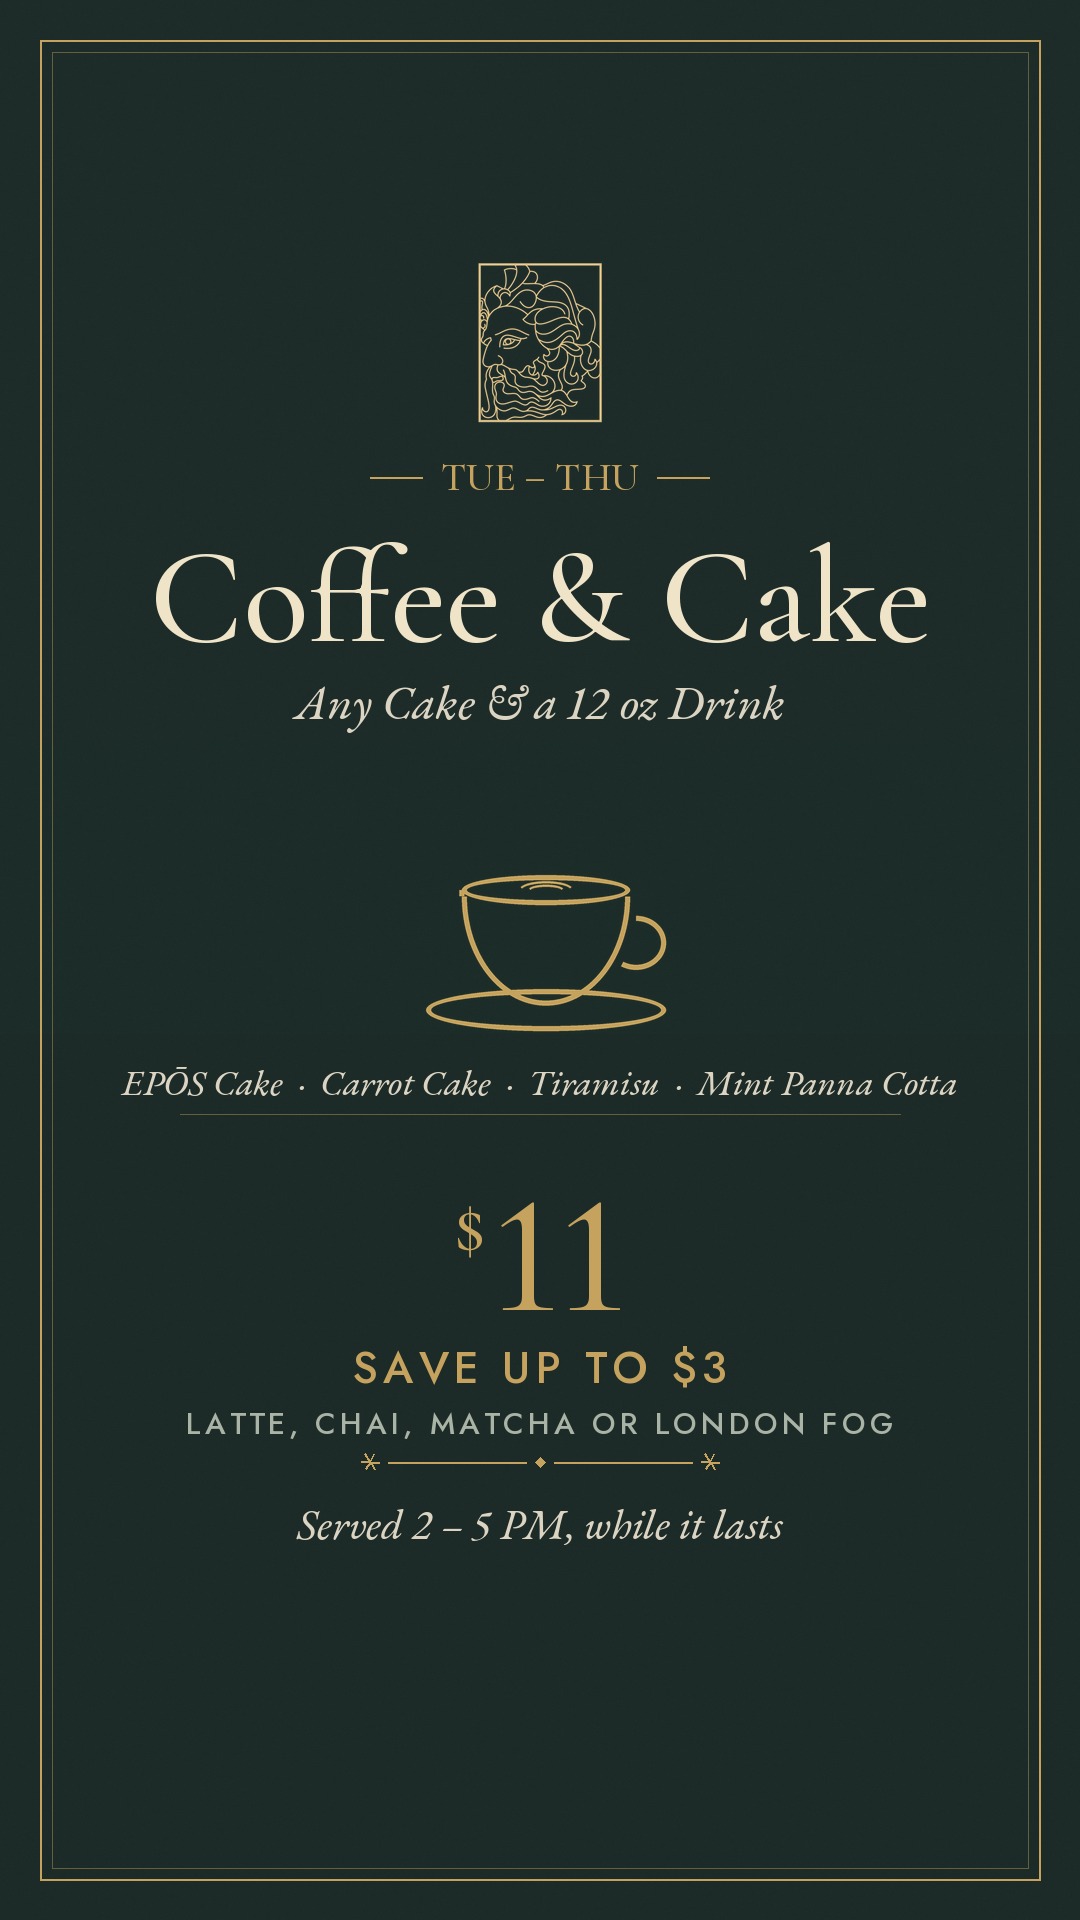 TUE – THU
Coffee & Cake
Any Cake & a 12 oz Drink
EPŌS Cake · Carrot Cake · Tiramisu · Mint Panna Cotta
$11
SAVE UP TO $3
LATTE, CHAI, MATCHA OR LONDON FOG
Served 2 – 5 PM, while it lasts